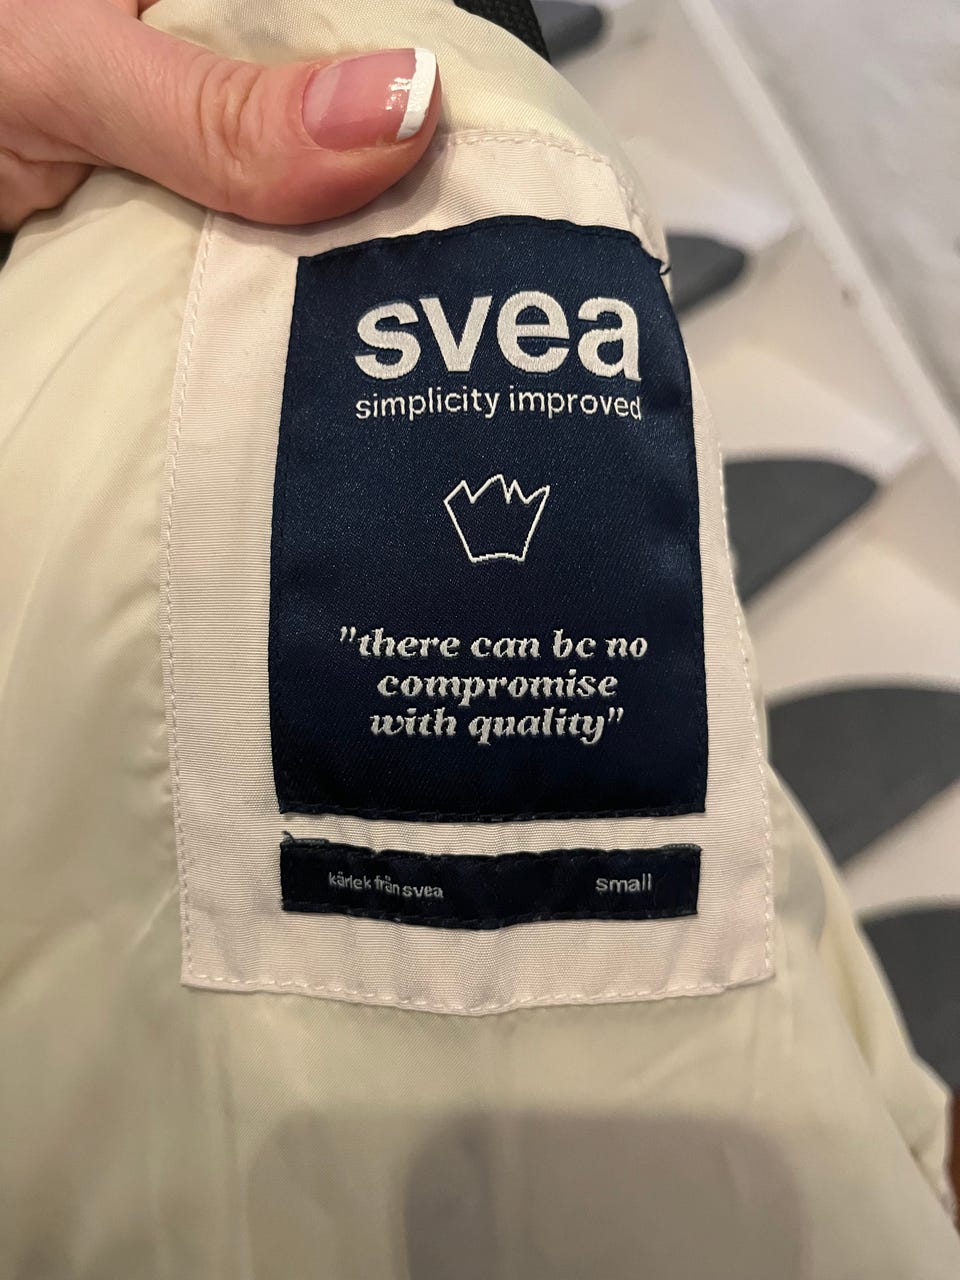 svea
simplicity improved
"there can be no
compromise
with quality"
kärlek från svea small